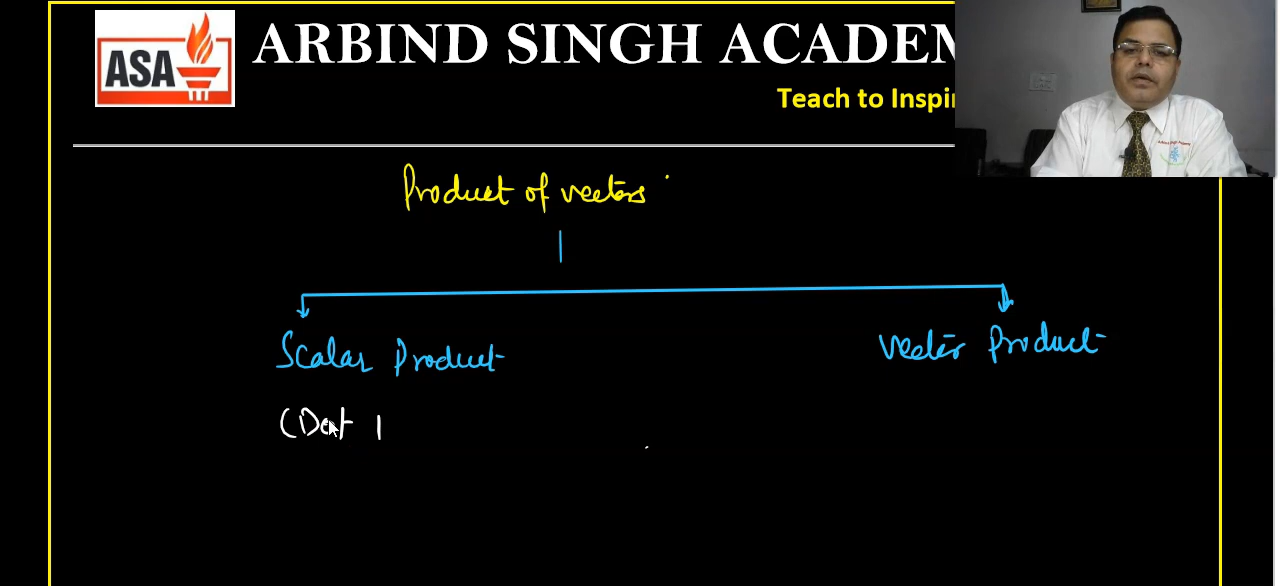 ASA
ARBIND SINGH ACADEM
Teach to Inspi
Product of vectors
Scalar Product
Vector Product
(Dot